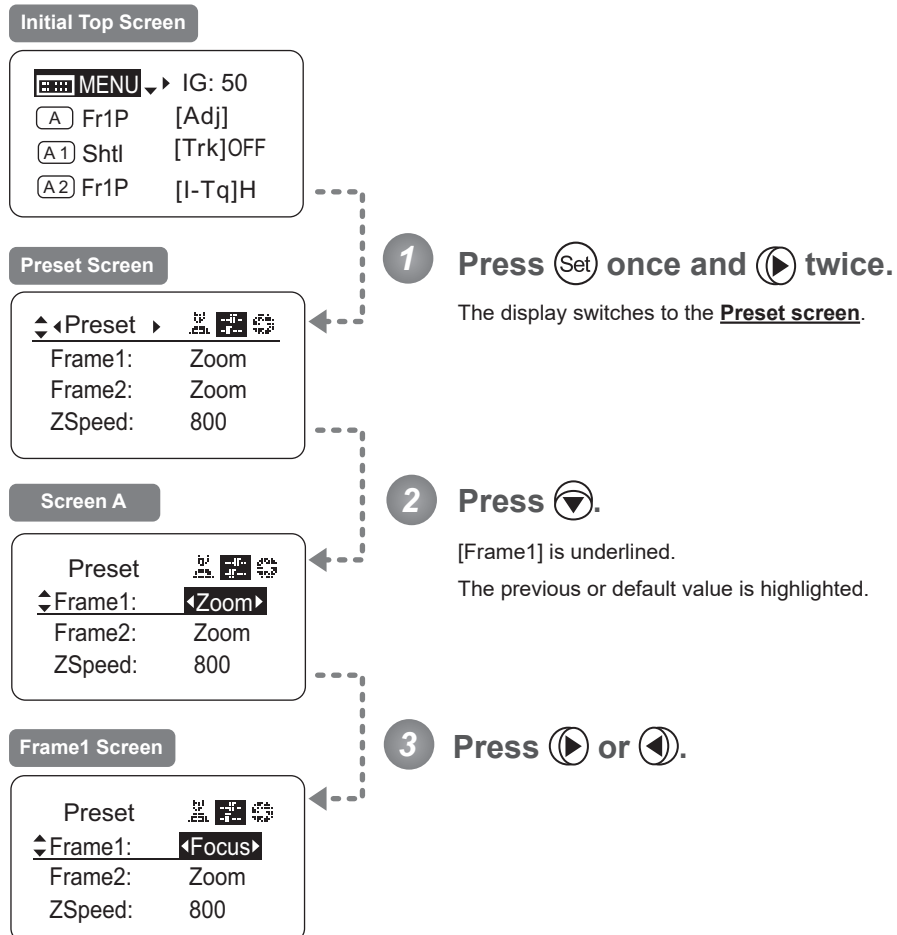 Initial Top Screen
MENU IG: 50
A Fr1P [Adj]
A1 Shtl [Trk]OFF
A2 Fr1P [I-Tq]H
1 Press Set once and twice.
The display switches to the Preset screen.
Preset Screen
Preset
Frame1: Zoom
Frame2: Zoom
ZSpeed: 800
2 Press .
[Frame1] is underlined.
The previous or default value is highlighted.
Screen A
Preset
Frame1: Zoom
Frame2: Zoom
ZSpeed: 800
3 Press or .
Frame1 Screen
Preset
Frame1: Focus
Frame2: Zoom
ZSpeed: 800